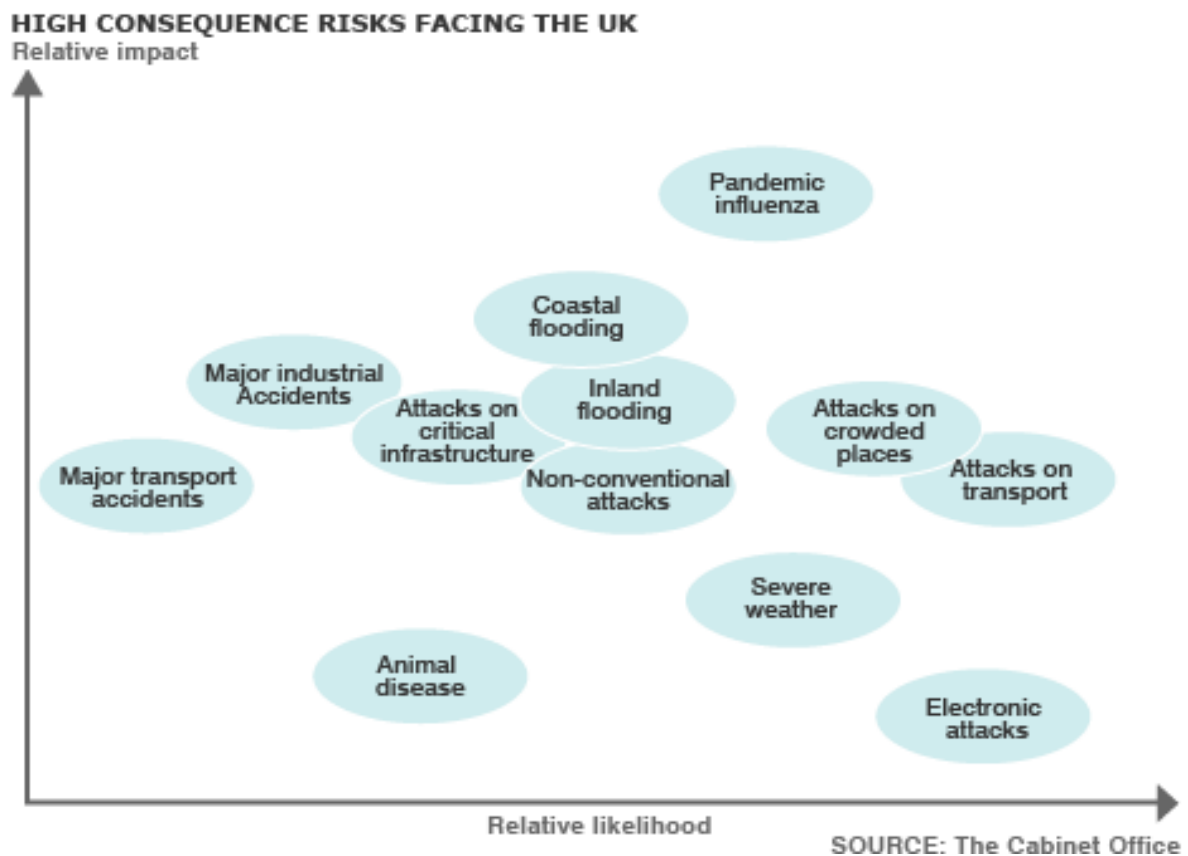 HIGH CONSEQUENCE RISKS FACING THE UK
Relative impact
Pandemic
influenza
Coastal
flooding
Major industrial
Accidents
Inland
flooding
Attacks on
critical
infrastructure
Attacks on
crowded
places
Major transport
accidents
Non-conventional
attacks
Attacks on
transport
Severe
weather
Animal
disease
Electronic
attacks
Relative likelihood
SOURCE: The Cabinet Office